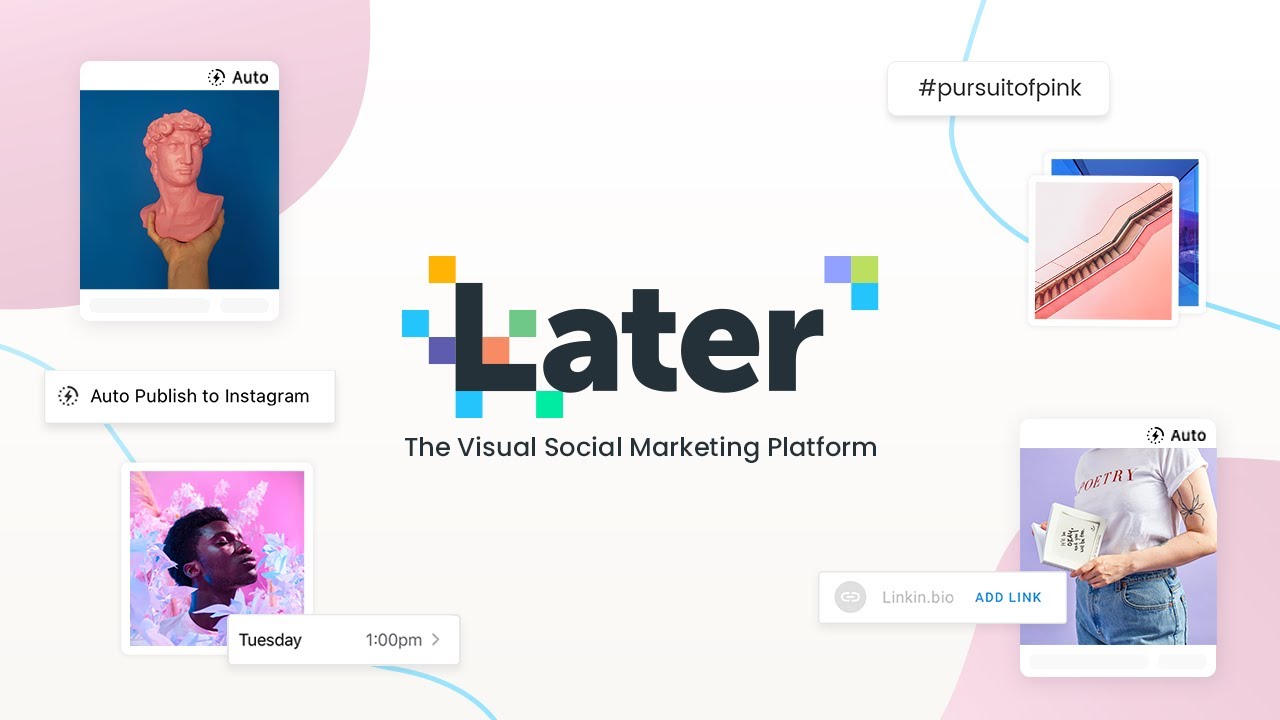 Auto
#pursuitofpink
Later
The Visual Social Marketing Platform
Auto Publish to Instagram
Auto
POETRY
Linkin.bio ADD LINK
Tuesday 1:00pm